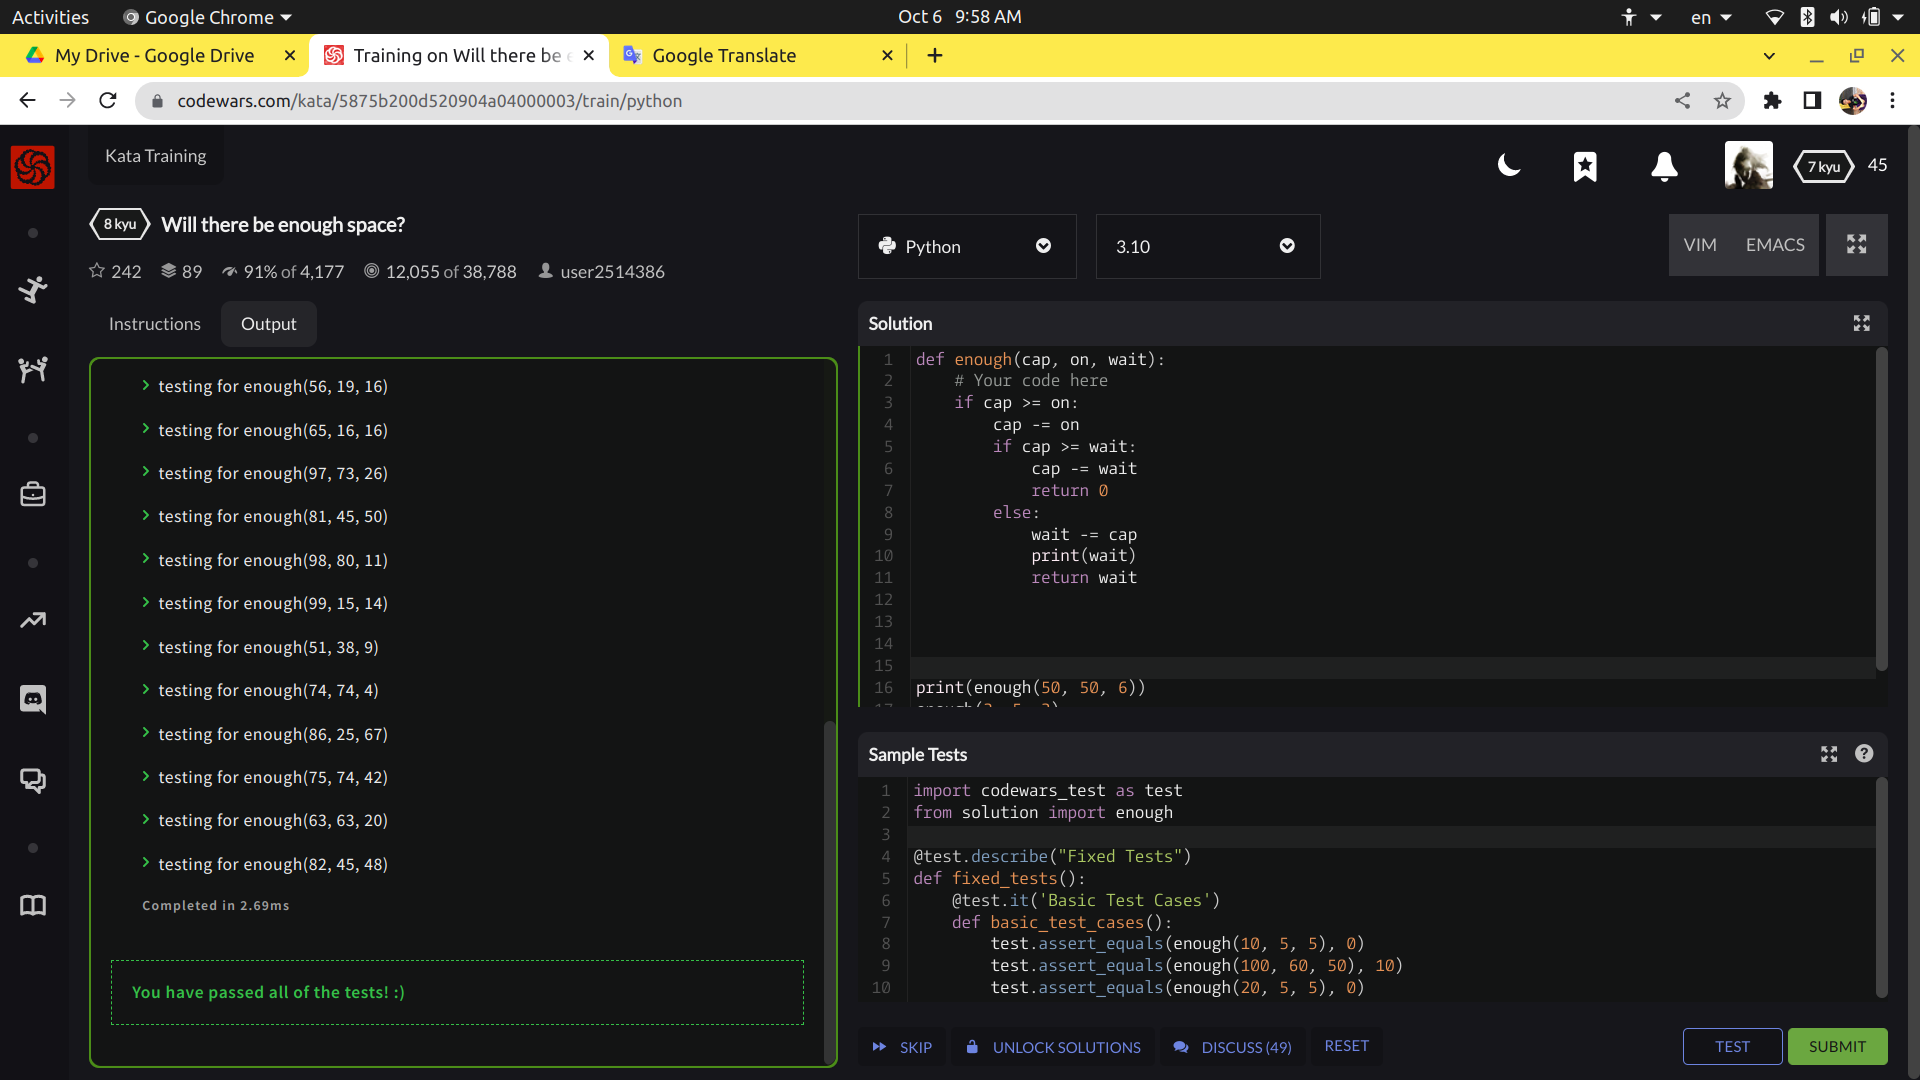 Activities
Google Chrome
Oct 6 9:58 AM
en
My Drive - Google Drive
Training on Will there be e
Google Translate
codewars.com/kata/5875b200d520904a04000003/train/python
Kata Training
7 kyu
45
8 kyu
Will there be enough space?
242
89
91% of 4,177
12,055 of 38,788
user2514386
Python
3.10
VIM
EMACS
Instructions
Output
testing for enough(56, 19, 16)
testing for enough(65, 16, 16)
testing for enough(97, 73, 26)
testing for enough(81, 45, 50)
testing for enough(98, 80, 11)
testing for enough(99, 15, 14)
testing for enough(51, 38, 9)
testing for enough(74, 74, 4)
testing for enough(86, 25, 67)
testing for enough(75, 74, 42)
testing for enough(63, 63, 20)
testing for enough(82, 45, 48)
Completed in 2.69ms
You have passed all of the tests! :)
Solution
1 def enough(cap, on, wait):
2 # Your code here
3 if cap >= on:
4 cap -= on
5 if cap >= wait:
6 cap -= wait
7 return 0
8 else:
9 wait -= cap
10 print(wait)
11 return wait
12
13
14
15
16 print(enough(50, 50, 6))
Sample Tests
1 import codewars_test as test
2 from solution import enough
3
4 @test.describe("Fixed Tests")
5 def fixed_tests():
6 @test.it('Basic Test Cases')
7 def basic_test_cases():
8 test.assert_equals(enough(10, 5, 5), 0)
9 test.assert_equals(enough(100, 60, 50), 10)
10 test.assert_equals(enough(20, 5, 5), 0)
SKIP
UNLOCK SOLUTIONS
DISCUSS (49)
RESET
TEST
SUBMIT